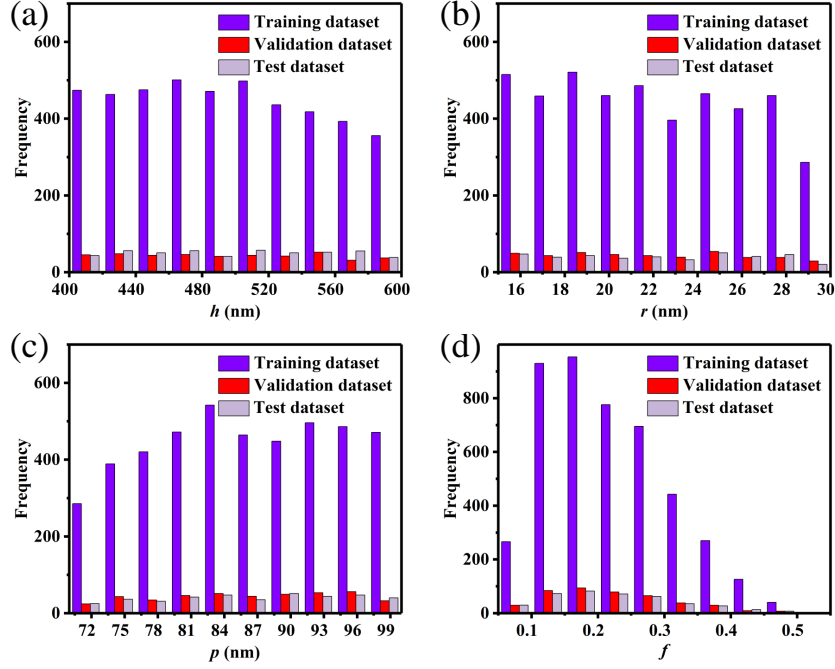 (a)
Training dataset
Validation dataset
Test dataset
Frequency
600
400
200
0
400 440 480 520 560 600
h (nm)
(b)
Training dataset
Validation dataset
Test dataset
Frequency
600
400
200
0
16 18 20 22 24 26 28 30
r (nm)
(c)
Training dataset
Validation dataset
Test dataset
Frequency
600
400
200
0
72 75 78 81 84 87 90 93 96 99
p (nm)
(d)
Training dataset
Validation dataset
Test dataset
Frequency
800
600
400
200
0
0.1 0.2 0.3 0.4 0.5
f